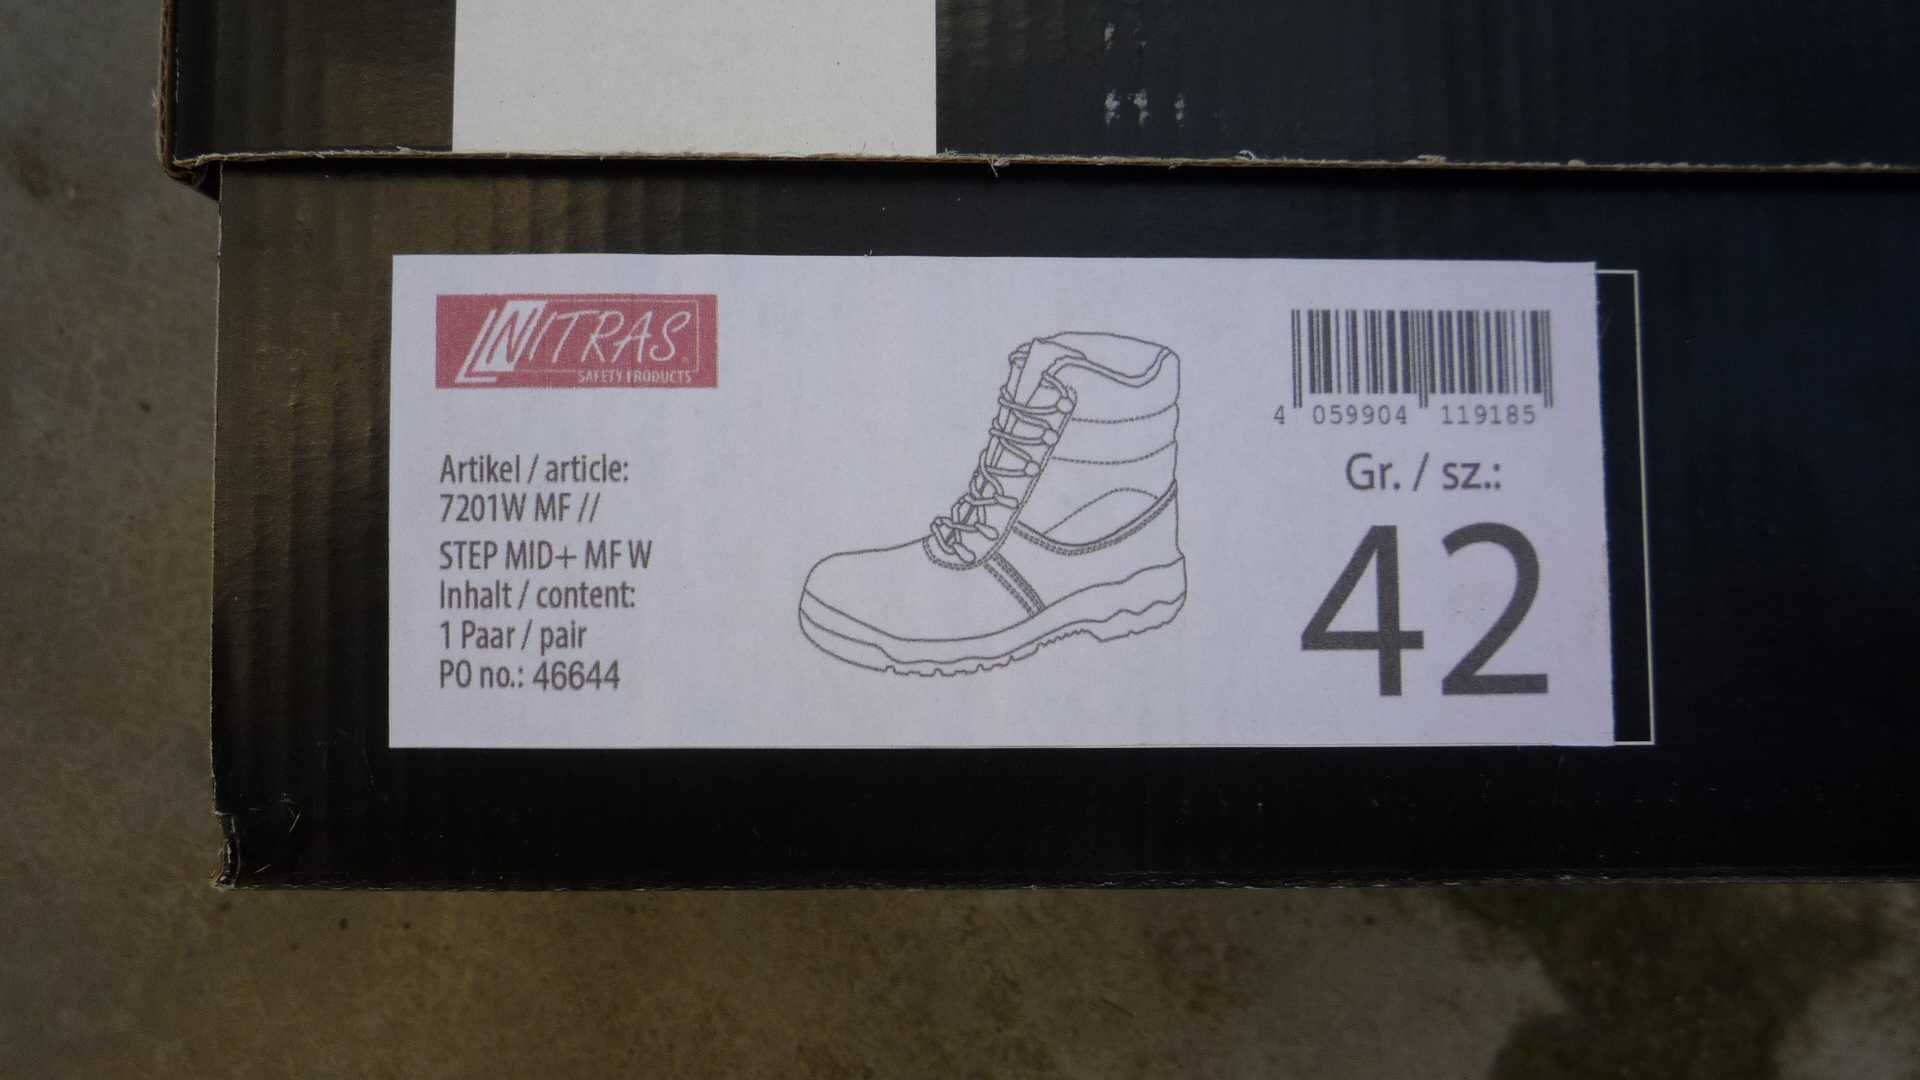 NITRAS
SAFETY PRODUCTS
Artikel / article:
7201W MF //
STEP MID+ MF W
Inhalt / content:
1 Paar / pair
PO no.: 46644
4 059904 119185
Gr. / sz.:
42